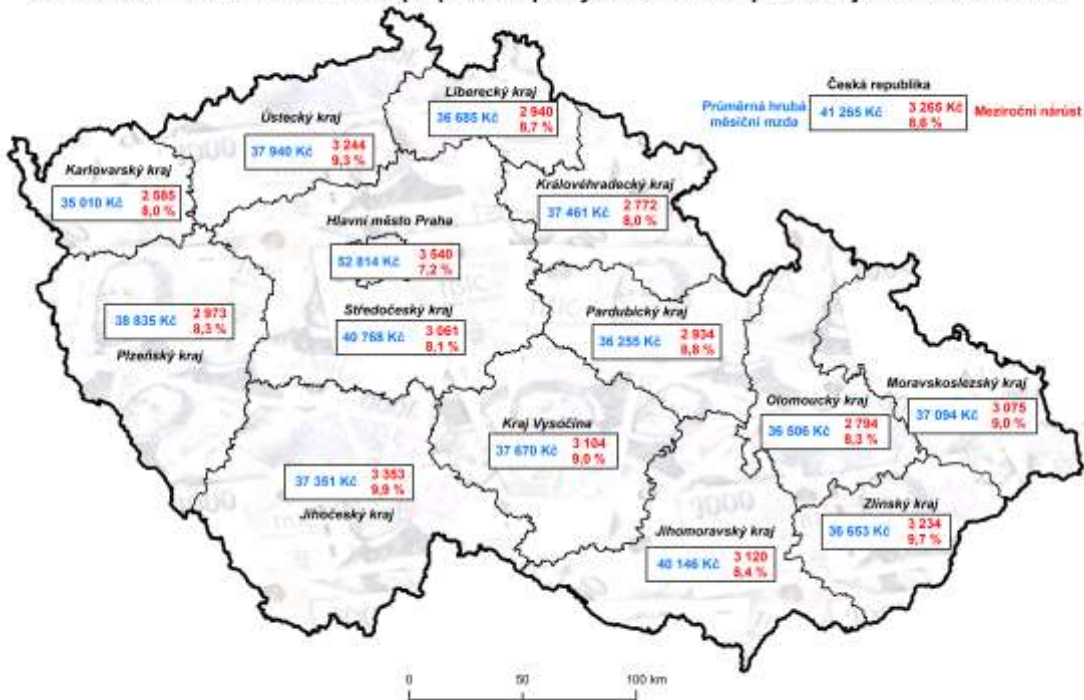 Liberecký kraj
36 685 Kč 2 940
8,7 %
Česká republika
Průměrná hrubá
měsíční mzda
41 265 Kč 3 265 Kč
8,6 %
Meziroční nárůst
Ústecký kraj
37 940 Kč 3 244
9,3 %
Karlovarský kraj
35 010 Kč 2 585
8,0 %
Královéhradecký kraj
37 461 Kč 2 772
8,0 %
Hlavní město Praha
52 814 Kč 3 540
7,2 %
38 835 Kč 2 973
8,3 %
Plzeňský kraj
Středočeský kraj
40 768 Kč 3 061
8,1 %
Pardubický kraj
36 255 Kč 2 934
8,8 %
Moravskoslezský kraj
37 094 Kč 3 075
9,0 %
Olomoucký kraj
36 506 Kč 2 794
8,3 %
Kraj Vysočina
37 670 Kč 3 104
9,0 %
37 351 Kč 3 353
9,9 %
Jihočeský kraj
Zlínský kraj
36 653 Kč 3 234
9,7 %
Jihomoravský kraj
40 146 Kč 3 120
8,4 %
0 50 100 km